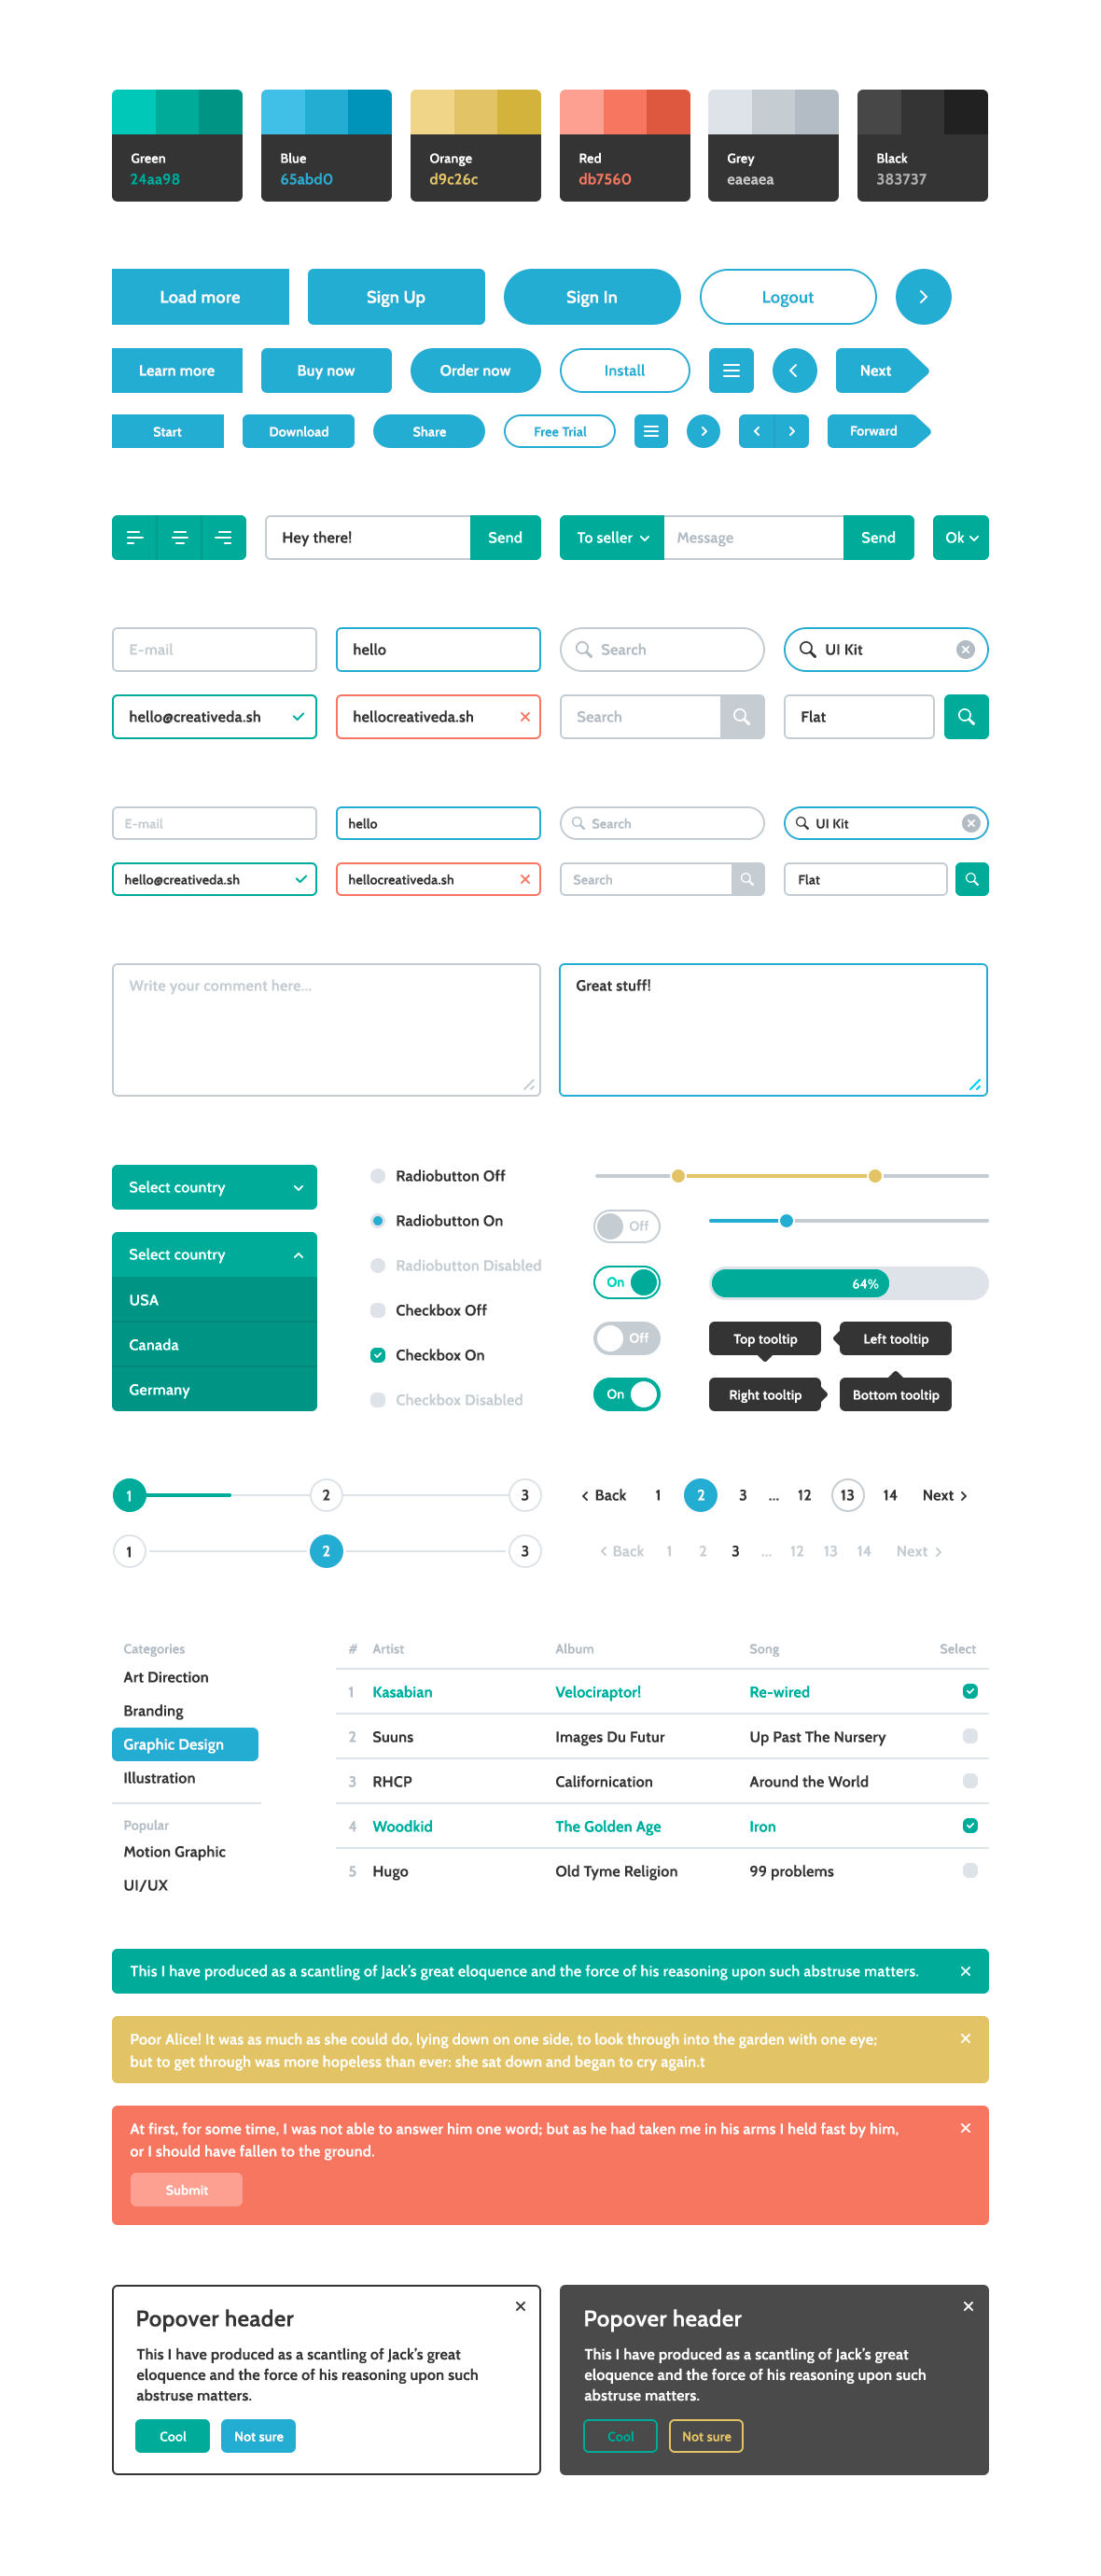 Green Blue Orange Red Grey Black
24aa98 65abd0 d9c26c db7560 eaeaea 383737
Load more Sign Up Sign In Logout
Learn more Buy now Order now Install Next
Start Download Share Free Trial Forward
Hey there! Send To seller Message Send Ok
E-mail hello Search UI Kit
hello@creativeda.sh hellocreativeda.sh Search Flat
E-mail hello Search UI Kit
hello@creativeda.sh hellocreativeda.sh Search Flat
Write your comment here... Great stuff!
Select country
Select country
USA
Canada
Germany
Radiobutton Off
Radiobutton On
Radiobutton Disabled
Checkbox Off
Checkbox On
Checkbox Disabled
Off
On
Off
On
64%
Top tooltip Left tooltip
Right tooltip Bottom tooltip
1 2 3
1 2 3
Back 1 2 3 ... 12 13 14 Next
Back 1 2 3 ... 12 13 14 Next
Categories
Art Direction
Branding
Graphic Design
Illustration
Popular
Motion Graphic
UI/UX
# Artist Album Song Select
1 Kasabian Velociraptor! Re-wired
2 Suuns Images Du Futur Up Past The Nursery
3 RHCP Californication Around the World
4 Woodkid The Golden Age Iron
5 Hugo Old Tyme Religion 99 problems
This I have produced as a scantling of Jack's great eloquence and the force of his reasoning upon such abstruse matters.
Poor Alice! It was as much as she could do, lying down on one side, to look through into the garden with one eye;
but to get through was more hopeless than ever: she sat down and began to cry again.t
At first, for some time, I was not able to answer him one word; but as he had taken me in his arms I held fast by him,
or I should have fallen to the ground.
Submit
Popover header
This I have produced as a scantling of Jack's great
eloquence and the force of his reasoning upon such
abstruse matters.
Cool Not sure
Popover header
This I have produced as a scantling of Jack's great
eloquence and the force of his reasoning upon such
abstruse matters.
Cool Not sure